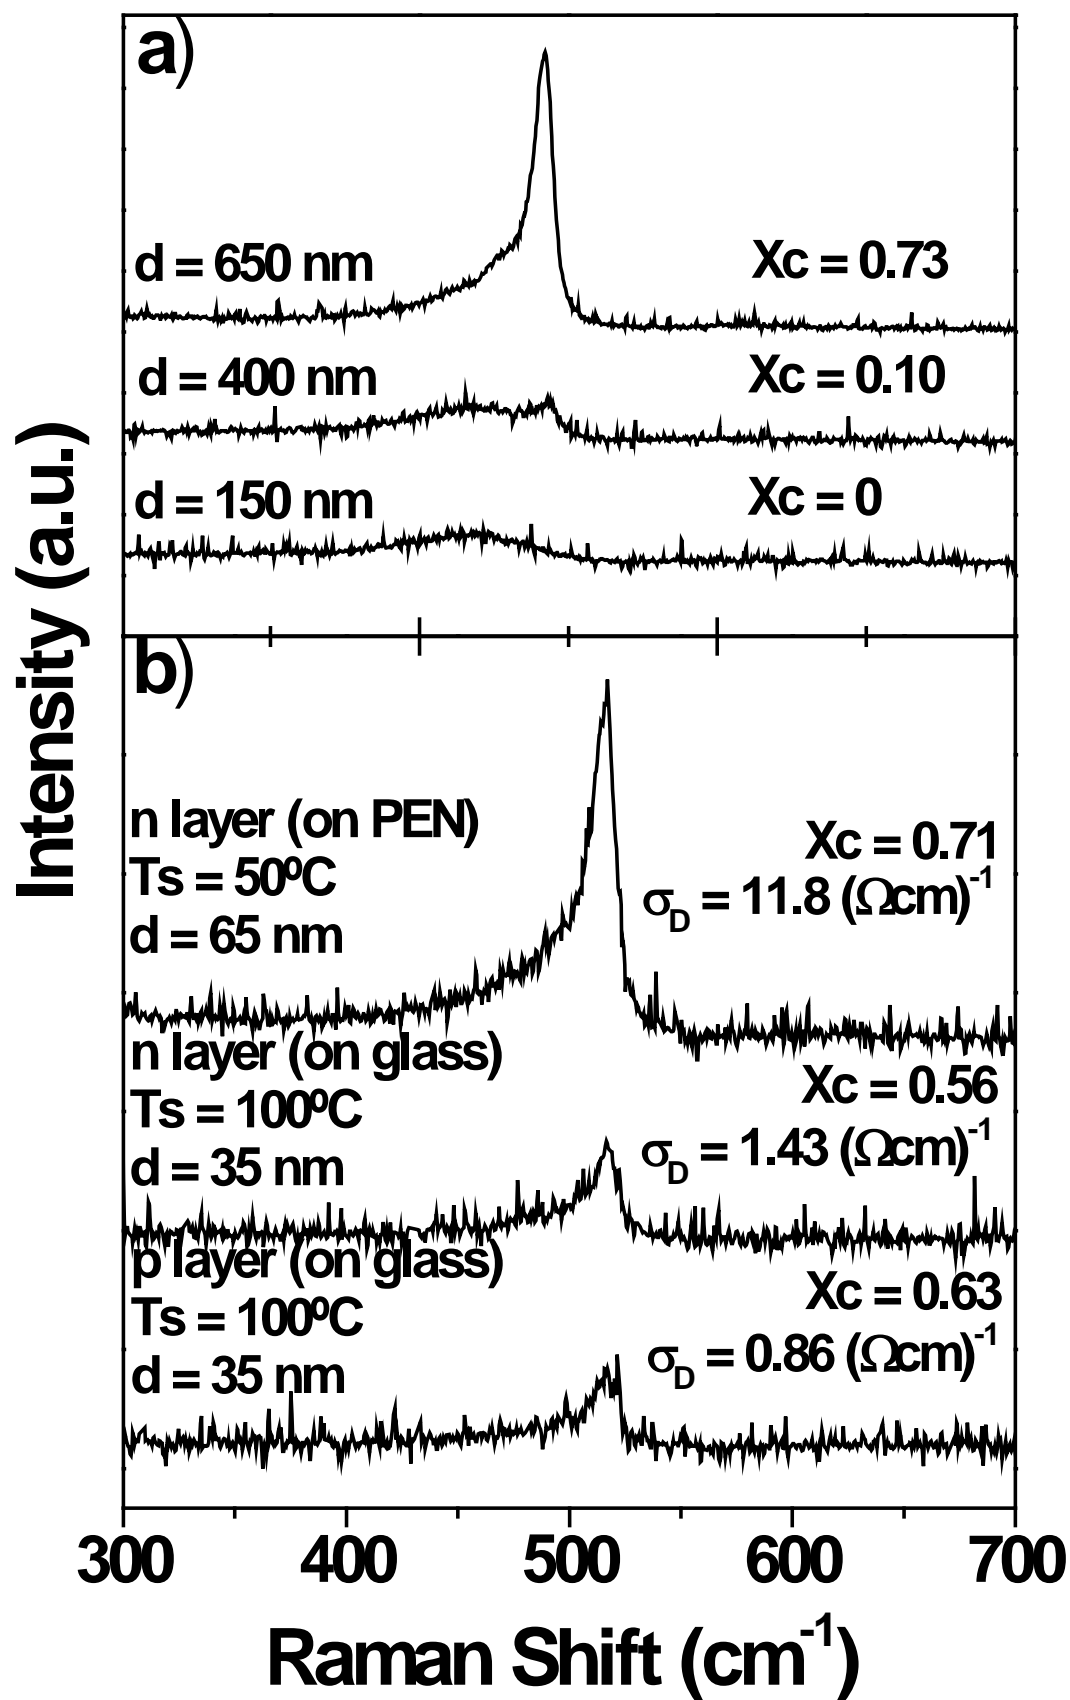 a)
d = 650 nm
Xc = 0.73
d = 400 nm
Xc = 0.10
d = 150 nm
Xc = 0
Intensity (a.u.)
b)
n layer (on PEN)
Ts = 50ºC
d = 65 nm
Xc = 0.71
σD = 11.8 (Ωcm)-1
n layer (on glass)
Ts = 100ºC
d = 35 nm
Xc = 0.56
σD = 1.43 (Ωcm)-1
p layer (on glass)
Ts = 100ºC
d = 35 nm
Xc = 0.63
σD = 0.86 (Ωcm)-1
300 400 500 600 700
Raman Shift (cm-1)